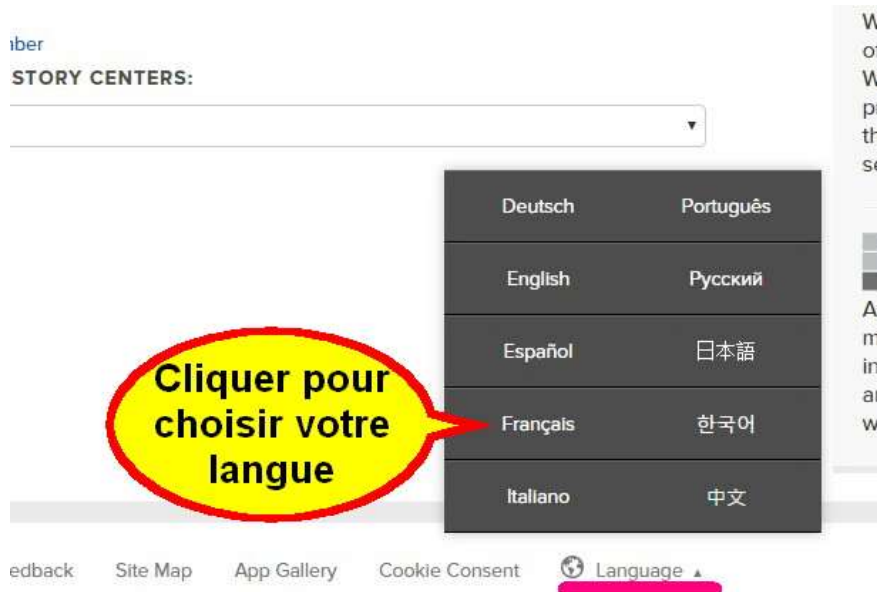 STORY CENTERS:
Deutsch Português
English Русский
Español 日本語
Français 한국어
Italiano 中文
Cliquer pour
choisir votre
langue
Site Map App Gallery Cookie Consent Language